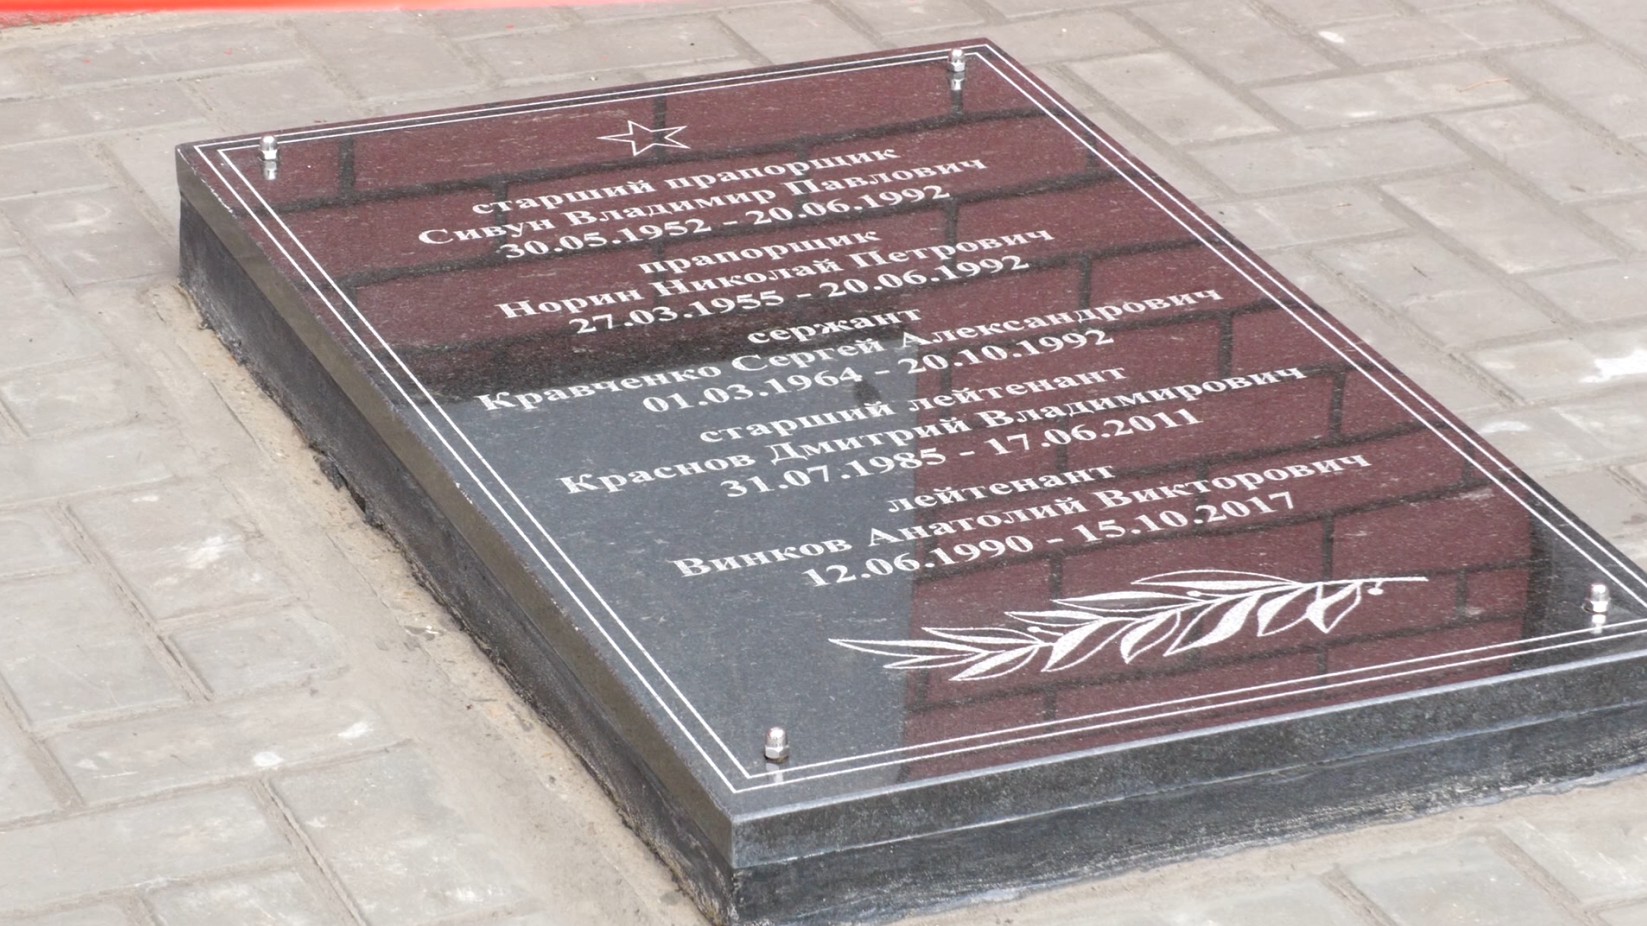 старший прапорщик
Сивун Владимир Павлович
30.05.1952 - 20.06.1992
прапорщик
Норин Николай Петрович
27.03.1955 - 20.06.1992
сержант
Кравченко Сергей Александрович
01.03.1964 - 20.10.1992
старший лейтенант
Краснов Дмитрий Владимирович
31.07.1985 - 17.06.2011
лейтенант
Винков Анатолий Викторович
12.06.1990 - 15.10.2017